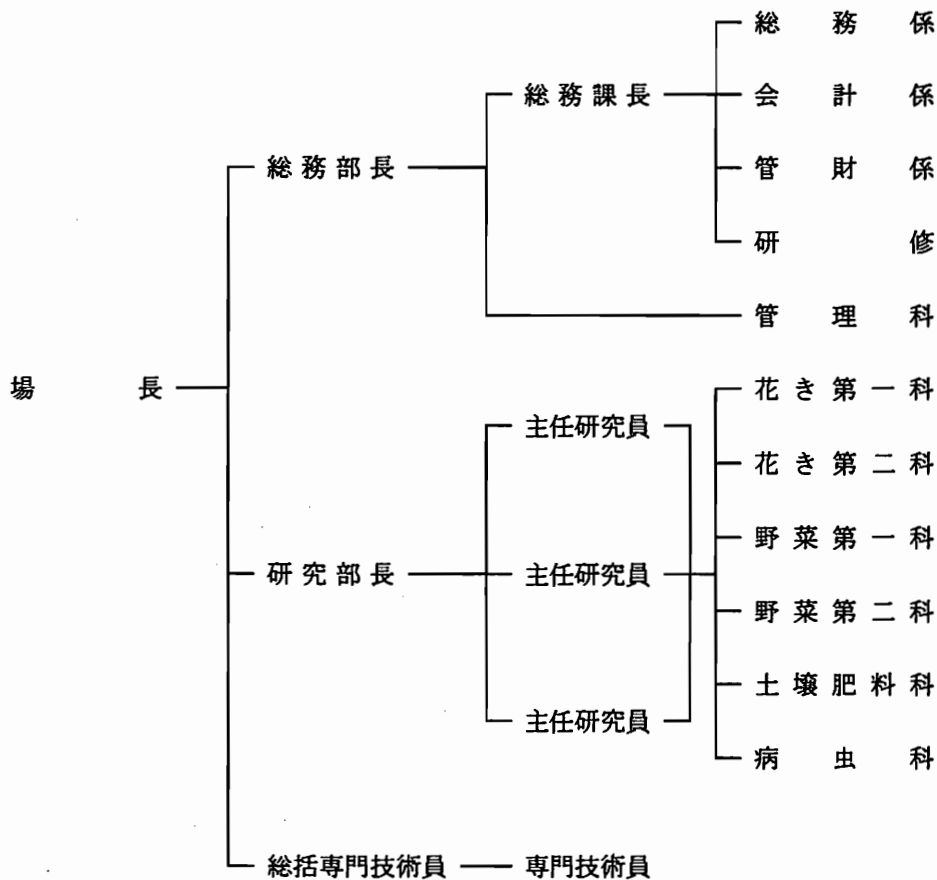 総務係
総務課長
会計係
総務部長
管財係
研修
管理科
場長
花き第一科
主任研究員
花き第二科
野菜第一科
研究部長
主任研究員
野菜第二科
土壌肥料科
主任研究員
病虫科
総括専門技術員
専門技術員